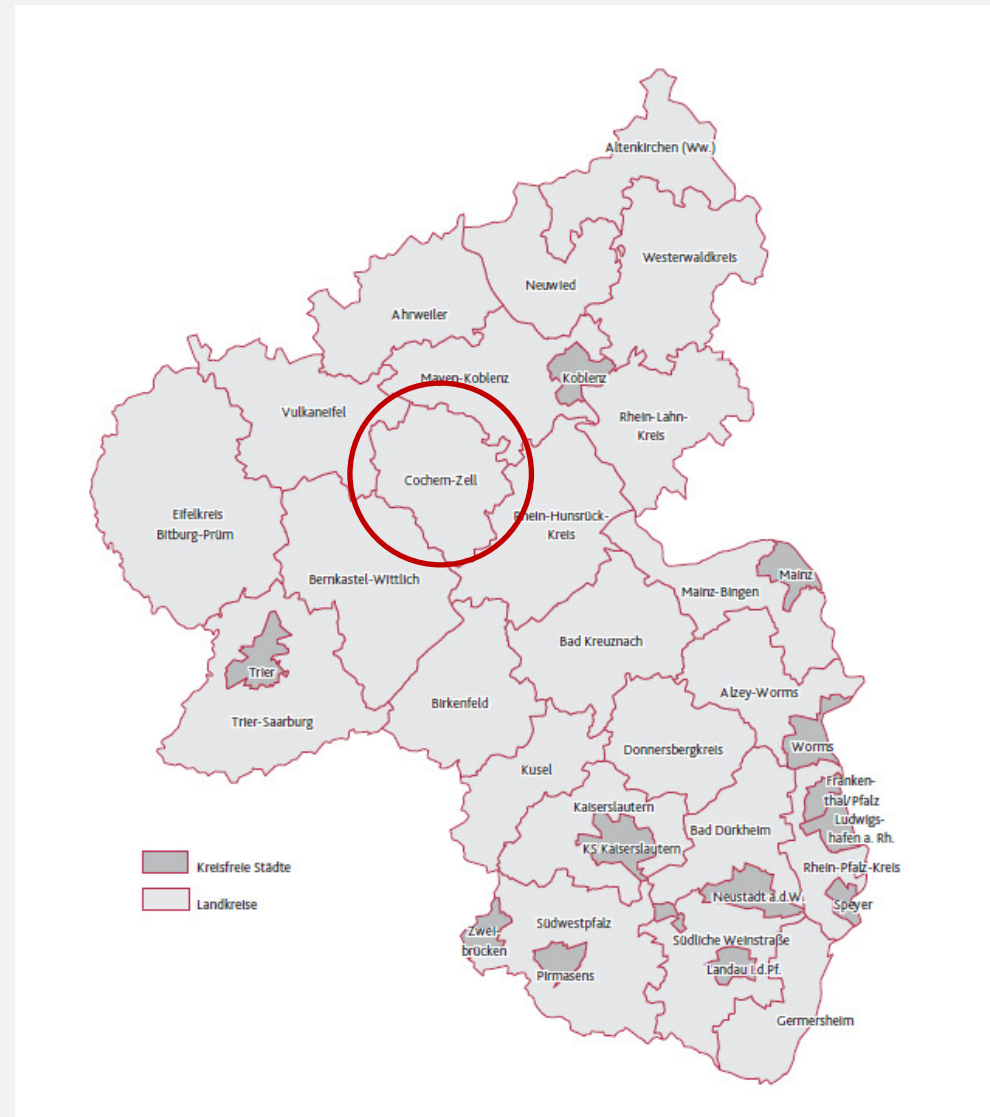 Altenkirchen (Ww.)
Westerwaldkreis
Neuwied
Ahrweiler
Mayen-Koblenz
Koblenz
Vulkaneifel
Rhein-Lahn-
Kreis
Cochem-Zell
Eifelkreis
Bitburg-Prüm
Rhein-Hunsrück-
Kreis
Bernkastel-Wittlich
Mainz
Mainz-Bingen
Bad Kreuznach
Trier
Alzey-Worms
Birkenfeld
Trier-Saarburg
Donnersbergkreis
Worms
Kusel
Franken-
thal/Pfalz
Kaiserslautern
Ludwigs-
hafen a. Rh.
Bad Dürkheim
KS Kaiserslautern
Kreisfreie Städte
Rhein-Pfalz-Kreis
Landkreise
Neustadt a.d.W.
Speyer
Südwestpfalz
Zwei-
brücken
Südliche Weinstraße
Pirmasens
Landau i.d.Pf.
Germersheim